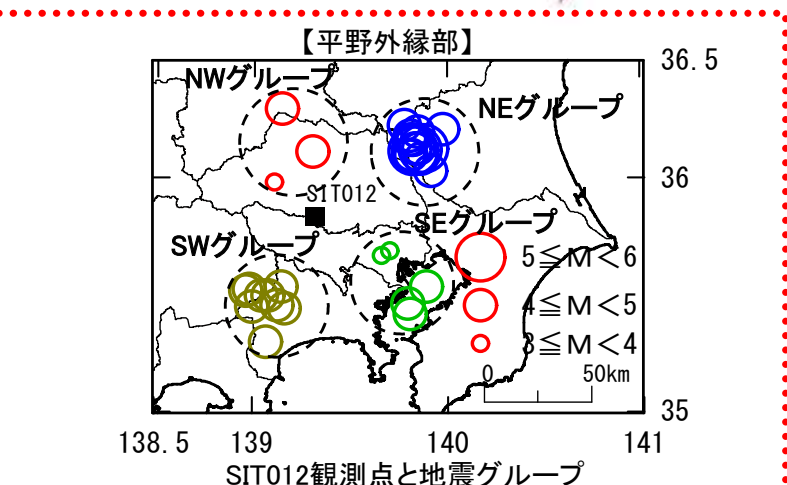 【平野外縁部】
36.5
NWグループ
NEグループ
36
SIT012
SEグループ
SWグループ
5≦M<6
4≦M<5
3≦M<4
0 50km
35
138.5 139 140 141
SIT012観測点と地震グループ